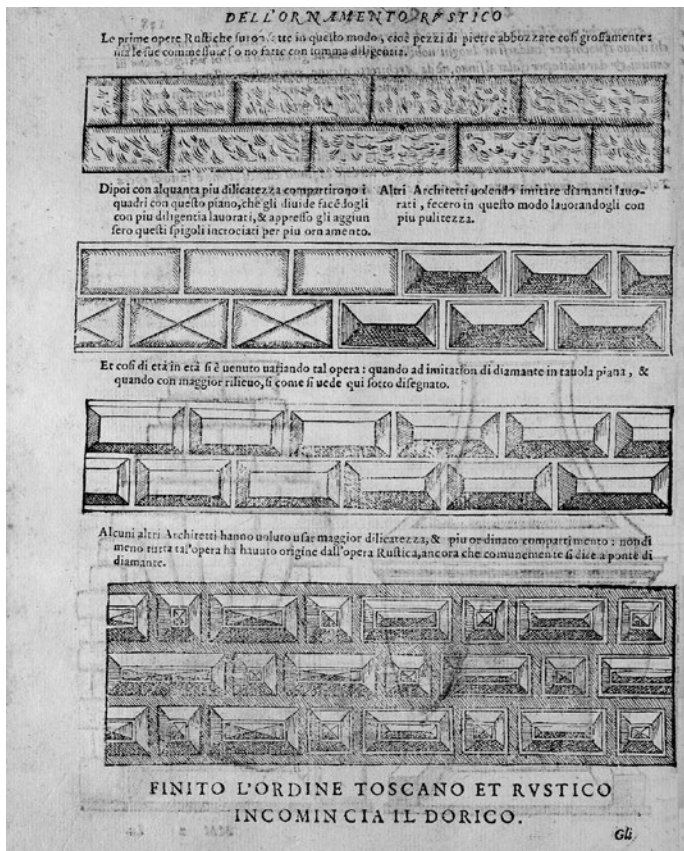 DELL'ORNAMENTO RVSTICO
Le prime opere Rustiche furon fatte in questo modo, cioè pezzi di pietre abbozzate cosi grossamente:
ma le sue commessure sono fatte con somma diligentia.
Dipoi con alquanta piu dilicatezza compartirono i
quadri con questo piano, che gli diuide facẽdogli
con piu diligentia lauorati, & appresso gli aggiun
sero questi spigoli incrociati per piu ornamento.
Altri Architetti uolendo imitare diamanti lauo-
rati, fecero in questo modo lauorandogli con
piu pulitezza.
Et cosi di età in età si è uenuto uariando tal opera: quando ad imitation di diamante in tauola piana, &
quando con maggior rilieuo, si come si uede qui sotto disegnato.
Alcuni altri Architetti hanno uoluto usar maggior dilicatezza, & piu ordinato compartimento: nondi
meno tutta tal'opera ha hauuto origine dall'opera Rustica, ancora che comunemente si dice a ponte di
diamante.
FINITO L'ORDINE TOSCANO ET RVSTICO
INCOMINCIA IL DORICO.
Gli